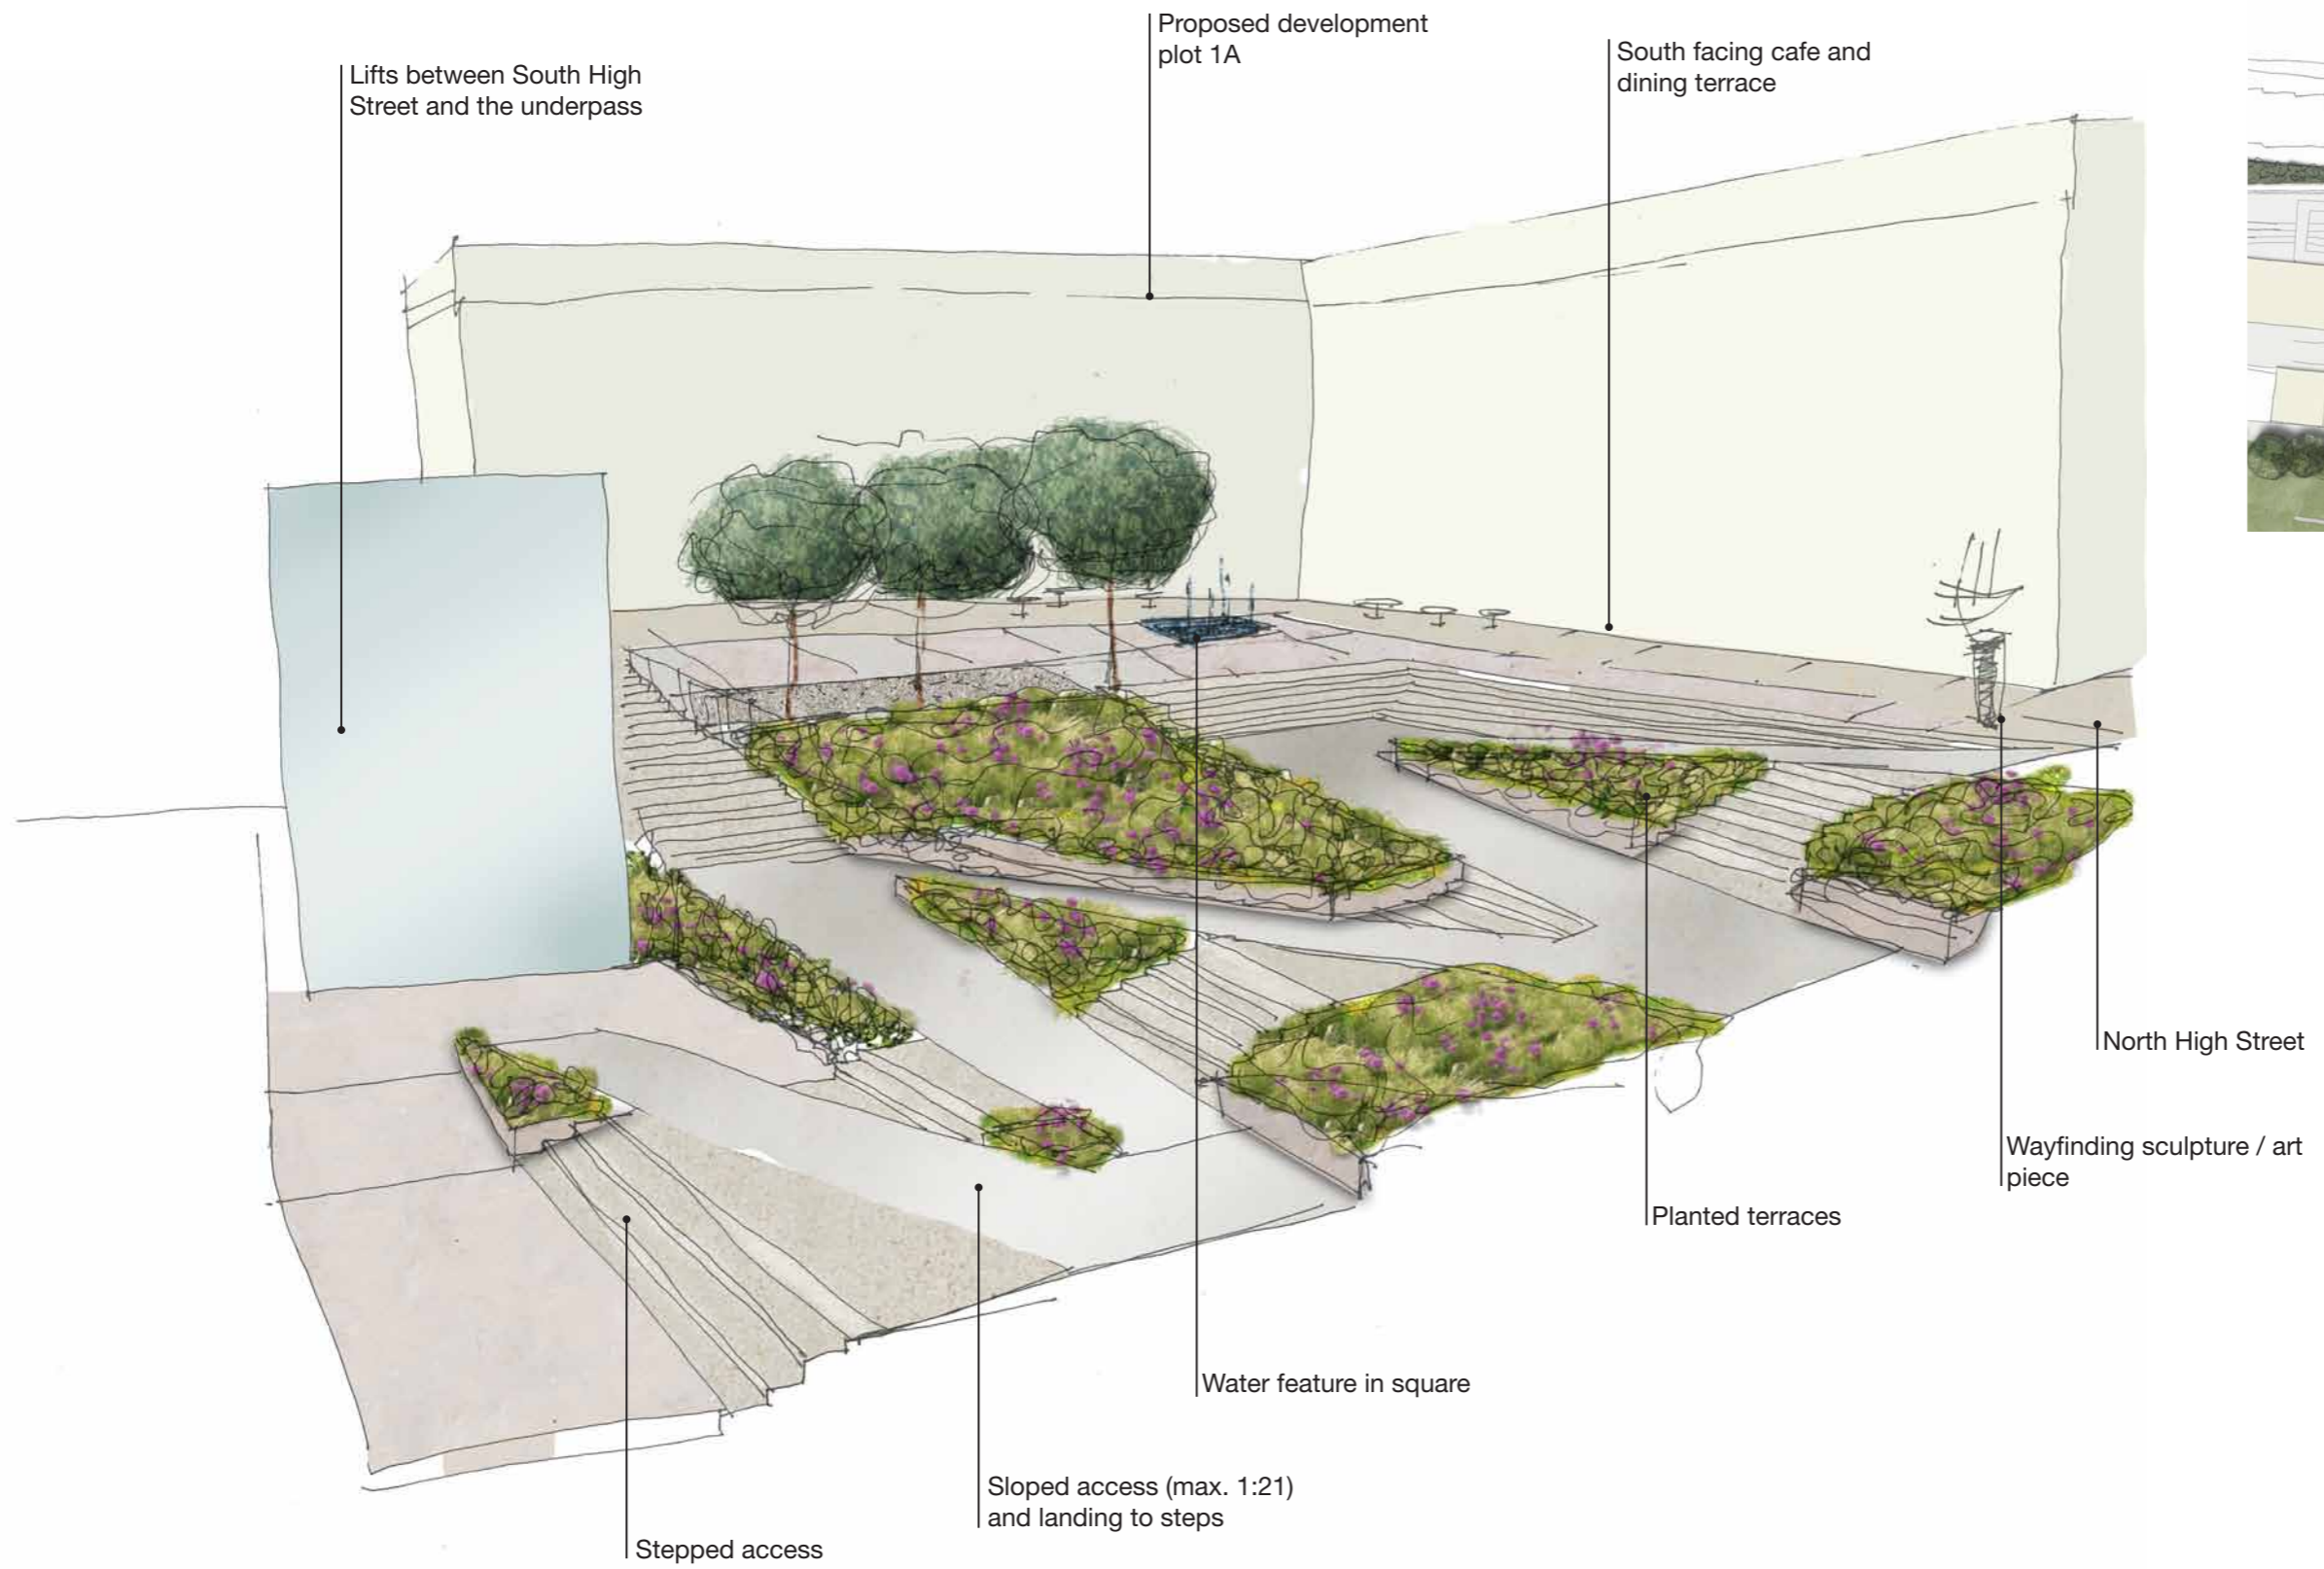 Proposed development
plot 1A
South facing cafe and
dining terrace
Lifts between South High
Street and the underpass
North High Street
Wayfinding sculpture / art
piece
Planted terraces
Water feature in square
Sloped access (max. 1:21)
and landing to steps
Stepped access